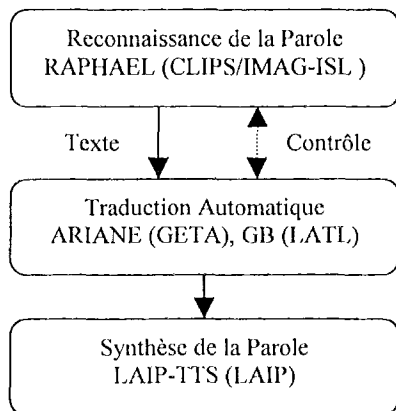 Reconnaissance de la Parole
RAPHAEL (CLIPS/IMAG-ISL )
Texte
Contrôle
Traduction Automatique
ARIANE (GETA), GB (LATL)
Synthèse de la Parole
LAIP-TTS (LAIP)